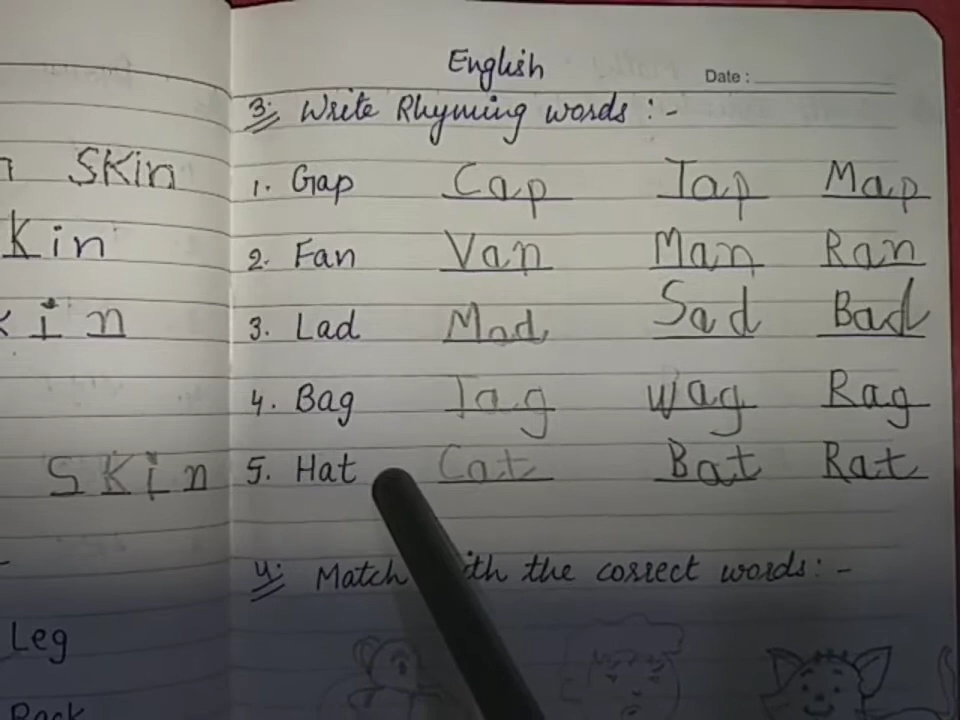 English
Date :
3. Write Rhyming words :-
Skin
1. Gap Cap Tap Map
Kin
2. Fan Van Man Ran
in
3. Lad Mad Sad Bad
4. Bag Tag Wag Rag
Skin
5. Hat Cat Bat Rat
4. Match with the correct words :-
Leg